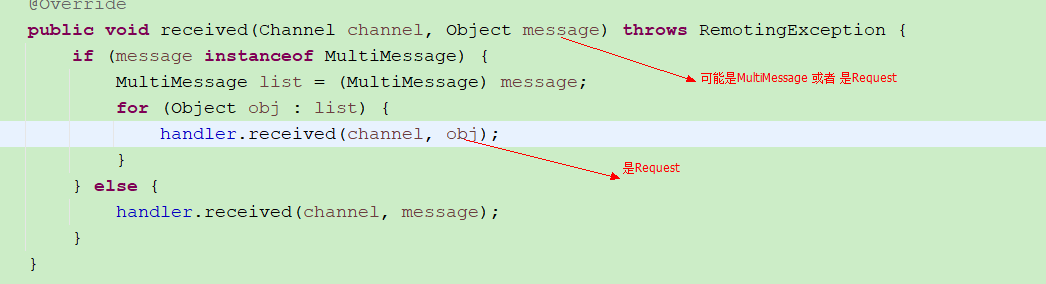 @Override
public void received(Channel channel, Object message) throws RemotingException {
if (message instanceof MultiMessage) {
可能是MultiMessage 或者 是Request
MultiMessage list = (MultiMessage) message;
for (Object obj : list) {
handler.received(channel, obj);
}
是Request
} else {
handler.received(channel, message);
}
}